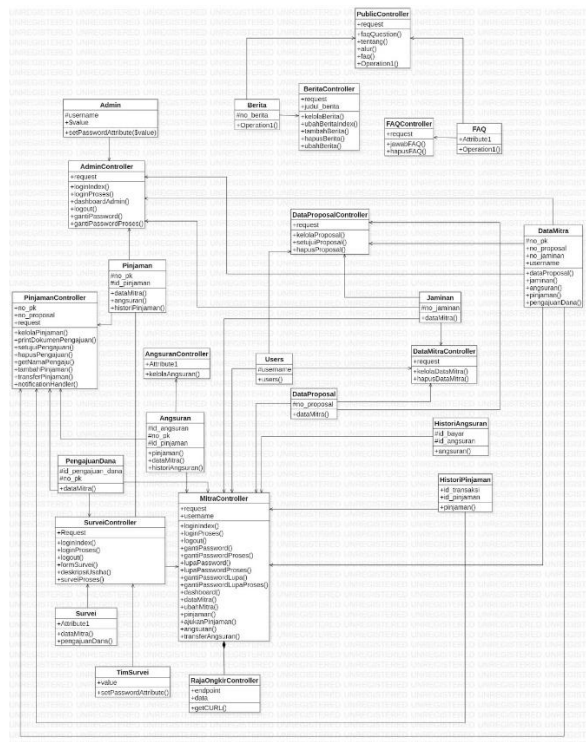 PublicController
+request
+faqQuestion()
+tentang()
+alur()
+faq()
+Operation1()
BeritaController
+request
+judul_berita
+kelolaBerita()
+ubahBeritaIndex()
+tambahBerita()
+hapusBerita()
+ubahBerita()
Berita
#no_berita
+Operation1()
FAQController
+request
+jawabFAQ()
+hapusFAQ()
FAQ
+Attribute1
+Operation1()
Admin
#username
+$value
+setPasswordAttribute($value)
AdminController
+request
+loginIndex()
+loginProses()
+dashboardAdmin()
+logout()
+gantiPassword()
+gantiPasswordProses()
DataProposalController
+request
+kelolaProposal()
+setujuiProposal()
+hapusProposal()
DataMitra
#no_pk
+no_proposal
+no_jaminan
+username
+dataProposal()
+jaminan()
+angsuran()
+pinjaman()
+pengajuanDana()
Pinjaman
#no_pk
#id_pinjaman
+dataMitra()
+angsuran()
+historiPinjaman()
PinjamanController
+no_pk
+no_proposal
+request
+kelolaPinjaman()
+printDokumenPengajuan()
+setujuiPengajuan()
+hapusPengajuan()
+getNamaPengaju()
+tambahPinjaman()
+transferPinjaman()
+notificationHandler()
Jaminan
#no_jaminan
+dataMitra()
AngsuranController
+Attribute1
+kelolaAngsuran()
Users
#username
+users()
DataMitraController
+request
+kelolaDataMitra()
+hapusDataMitra()
DataProposal
#no_proposal
+dataMitra()
Angsuran
#id_angsuran
#no_pk
#id_pinjaman
+pinjaman()
+dataMitra()
+historiAngsuran()
HistoriAngsuran
#id_bayar
#id_angsuran
+angsuran()
PengajuanDana
#id_pengajuan_dana
#no_pk
+dataMitra()
HistoriPinjaman
+id_transaksi
+id_pinjaman
+pinjaman()
MitraController
+request
+username
+loginIndex()
+loginProses()
+logout()
+gantiPassword()
+gantiPasswordProses()
+lupaPassword()
+lupaPasswordProses()
+gantiPasswordLupa()
+gantiPasswordLupaProses()
+dashboard()
+dataMitra()
+ubahMitra()
+pinjaman()
+ajukanPinjaman()
+angsuran()
+transferAngsuran()
SurveiController
+Request
+loginIndex()
+loginProses()
+logout()
+formSurvei()
+surveiProses()
Survei
+Attribute1
+dataMitra()
+pengajuanDana()
TimSurvei
+value
+setPasswordAttribute()
RajaOngkirController
+endpoint
+data
+getCURL()